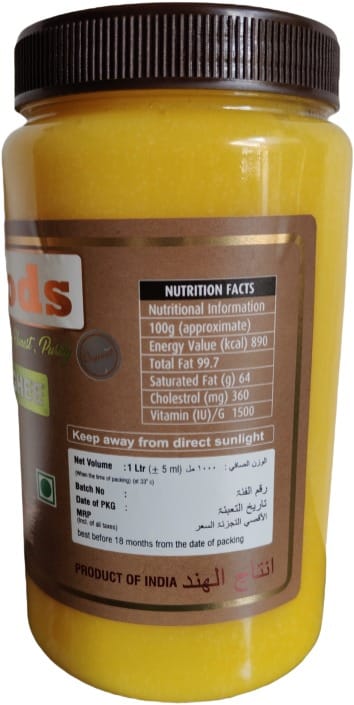 ods
NUTRITION FACTS
Nutritional Information
100g (approximate)
Energy Value (kcal) 890
Total Fat 99.7
Saturated Fat (g) 64
Cholestrol (mg) 360
Vitamin (IU)/G 1500
Keep away from direct sunlight
Net Volume : 1 Ltr (± 5 ml) الوزن الصافي : ١٠٠٠ مل
(When the time of packing) (at 33° c)
Batch No : رقم الفئة
Date of PKG : تاريخ التعبئة
MRP الأقصي التجزئة السعر
(Incl. of all taxes)
best before 18 months from the date of packing
PRODUCT OF INDIA انتاج الهند